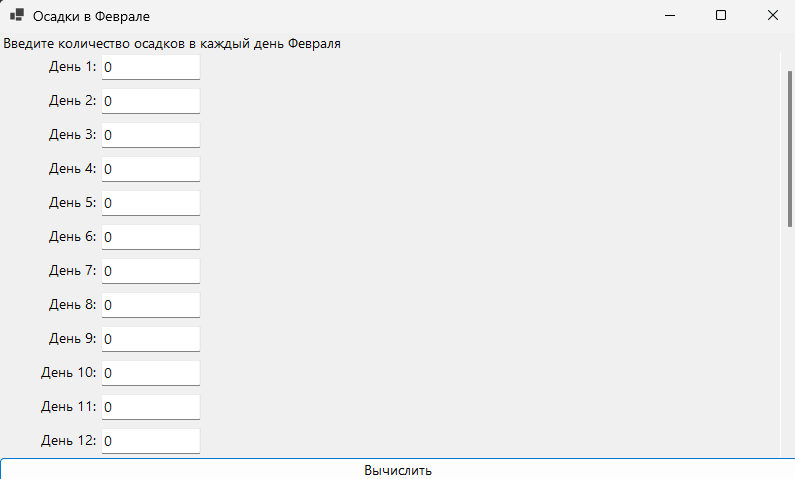 Осадки в Феврале
Введите количество осадков в каждый день Февраля
День 1: 0
День 2: 0
День 3: 0
День 4: 0
День 5: 0
День 6: 0
День 7: 0
День 8: 0
День 9: 0
День 10: 0
День 11: 0
День 12: 0
Вычислить